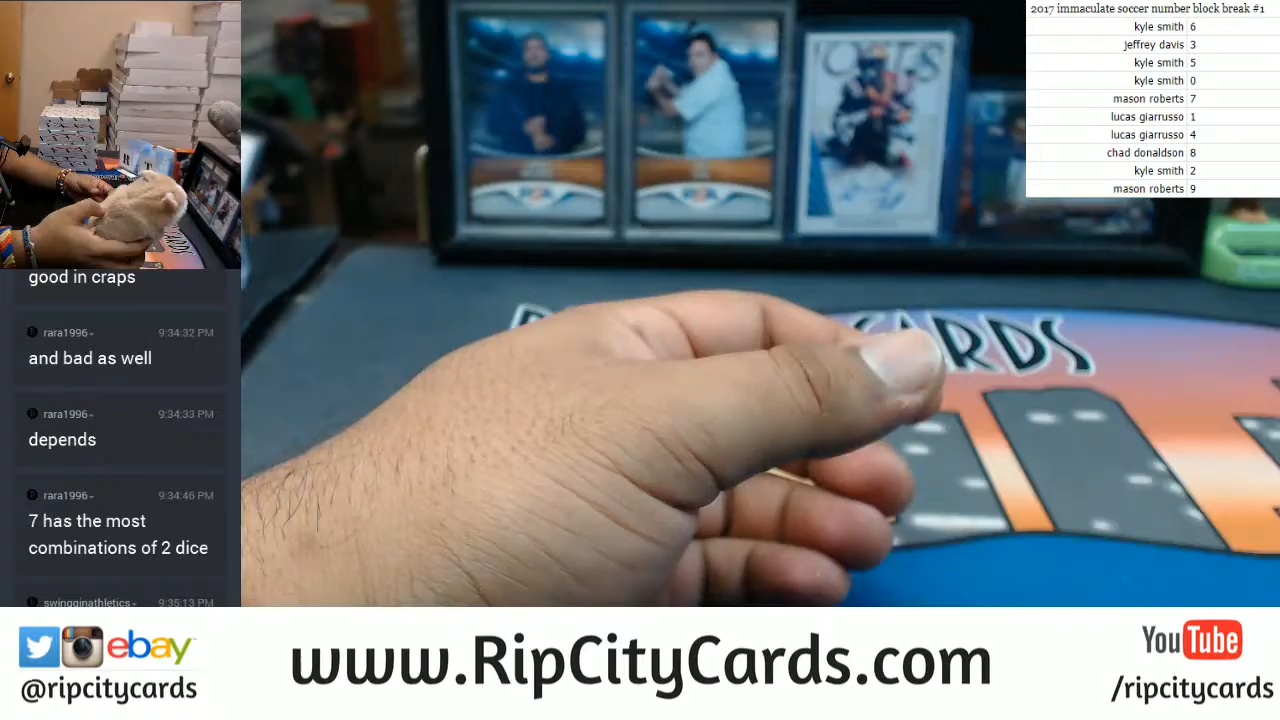 2017 immaculate soccer number block break #1
kyle smith 6
jeffrey davis 3
kyle smith 5
kyle smith 0
mason roberts 7
lucas giarrusso 1
lucas giarrusso 4
chad donaldson 8
kyle smith 2
mason roberts 9
good in craps
rara1996 9:34:32 PM
and bad as well
rara1996 9:34:33 PM
depends
rara1996 9:34:46 PM
7 has the most
combinations of 2 dice
swingginathletics 9:35:13 PM
CARDS
ebay
@ripcitycards
www.RipCityCards.com
YouTube
/ripcitycards